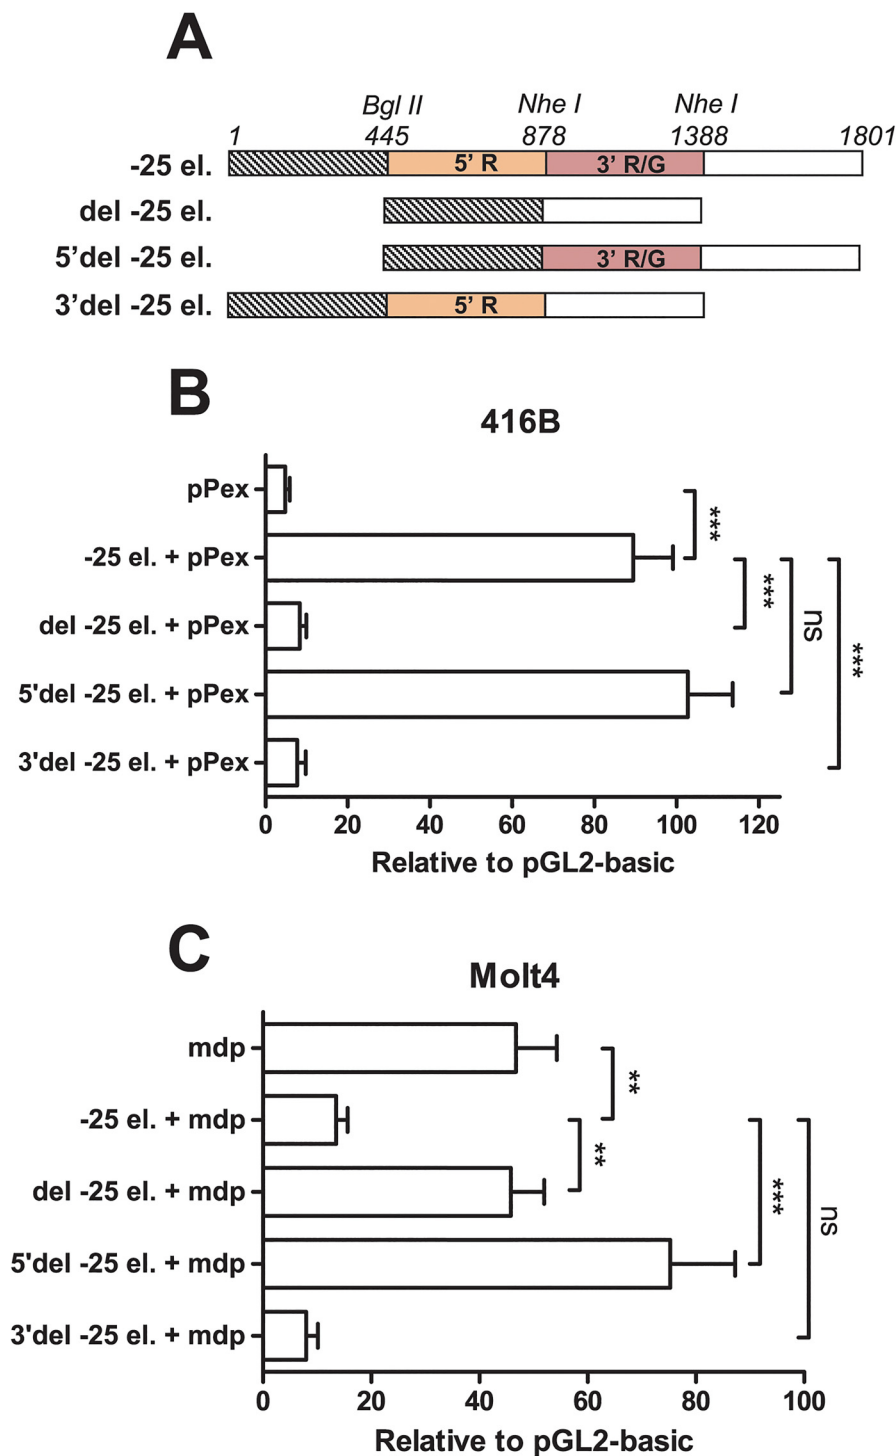 A
Bgl II Nhe I Nhe I
1 445 878 1388 1801
-25 el. 5’ R 3’ R/G
del -25 el.
5’del -25 el. 3’ R/G
3’del -25 el. 5’ R
B
416B
pPex
-25 el. + pPex
del -25 el. + pPex
5'del -25 el. + pPex
3'del -25 el. + pPex
***
***
ns
***
0 20 40 60 80 100 120
Relative to pGL2-basic
C
Molt4
mdp
-25 el. + mdp
del -25 el. + mdp
5'del -25 el. + mdp
3'del -25 el. + mdp
**
**
***
ns
0 20 40 60 80 100
Relative to pGL2-basic